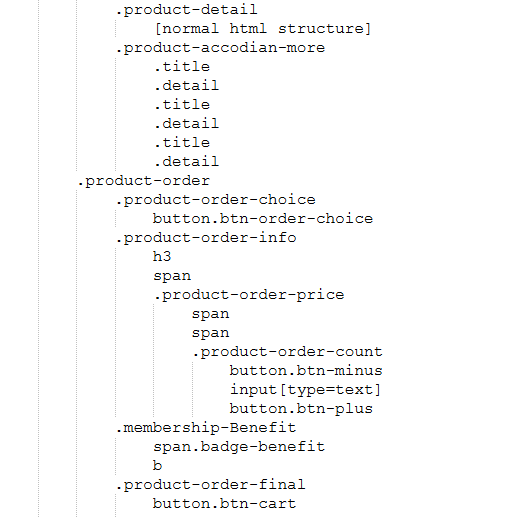 .product-detail
[normal html structure]
.product-accodian-more
.title
.detail
.title
.detail
.title
.detail
.product-order
.product-order-choice
button.btn-order-choice
.product-order-info
h3
span
.product-order-price
span
span
.product-order-count
button.btn-minus
input[type=text]
button.btn-plus
.membership-Benefit
span.badge-benefit
b
.product-order-final
button.btn-cart